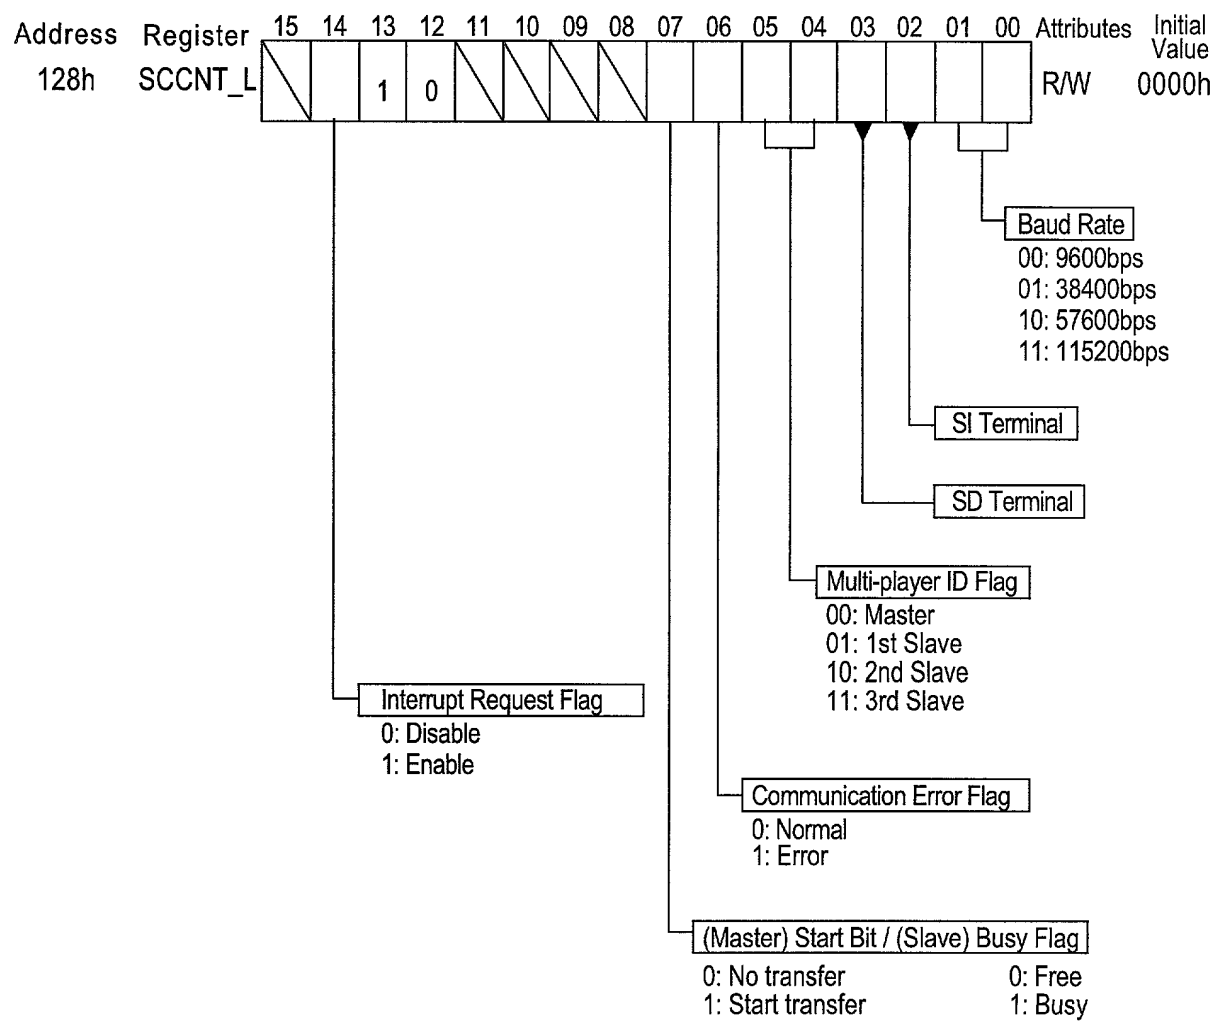 Address Register 15 14 13 12 11 10 09 08 07 06 05 04 03 02 01 00 Attributes Initial Value
128h SCCNT_L 1 0 R/W 0000h
Baud Rate
00: 9600bps
01: 38400bps
10: 57600bps
11: 115200bps
SI Terminal
SD Terminal
Multi-player ID Flag
00: Master
01: 1st Slave
10: 2nd Slave
11: 3rd Slave
Interrupt Request Flag
0: Disable
1: Enable
Communication Error Flag
0: Normal
1: Error
(Master) Start Bit / (Slave) Busy Flag
0: No transfer 0: Free
1: Start transfer 1: Busy